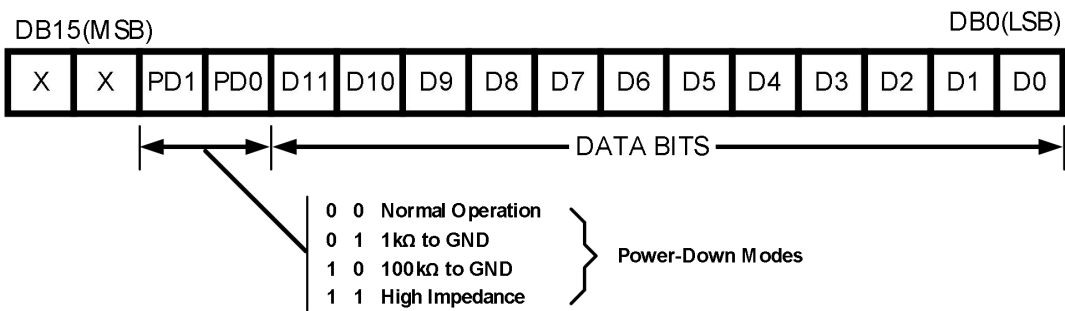 DB15(MSB) DB0(LSB)
X X PD1 PD0 D11 D10 D9 D8 D7 D6 D5 D4 D3 D2 D1 D0
DATA BITS
0 0 Normal Operation
0 1 1kΩ to GND
1 0 100kΩ to GND
1 1 High Impedance
Power-Down Modes